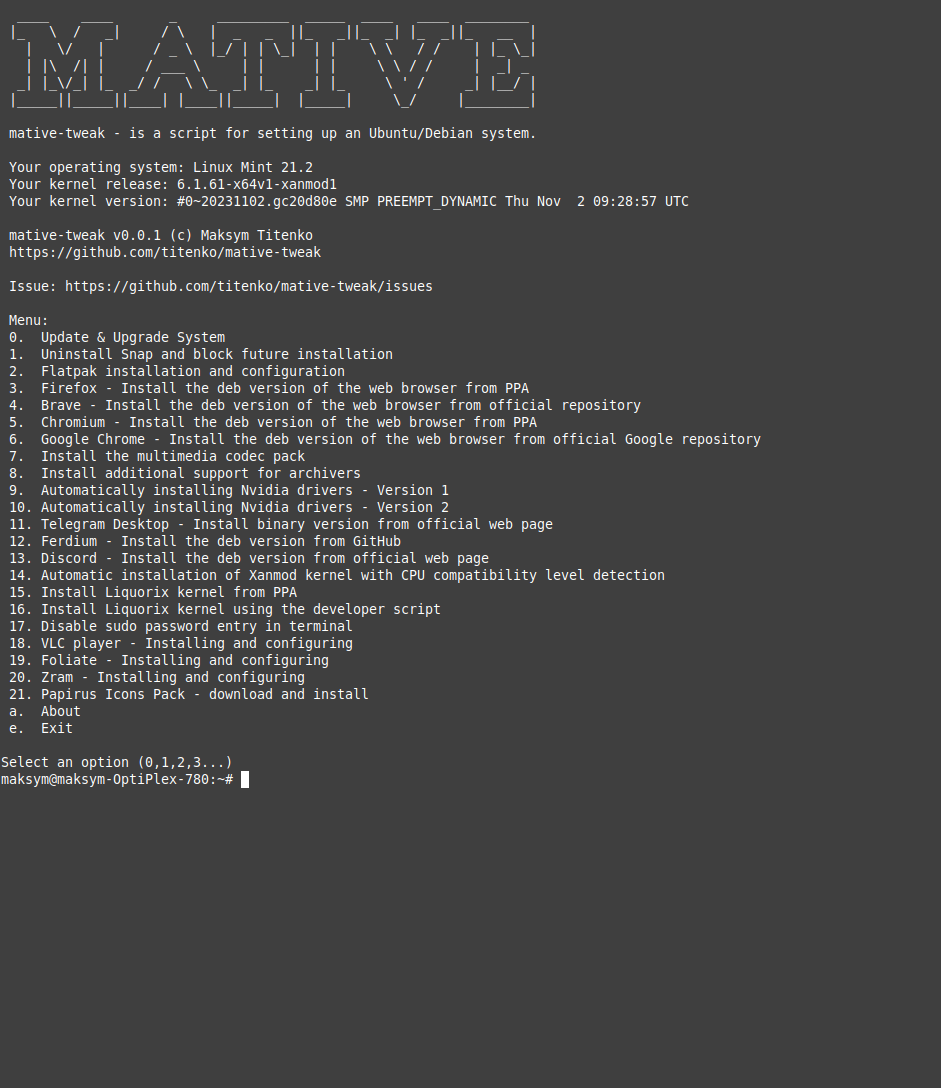 MATIVE
mative-tweak - is a script for setting up an Ubuntu/Debian system.
Your operating system: Linux Mint 21.2
Your kernel release: 6.1.61-x64v1-xanmod1
Your kernel version: #0~20231102.gc20d80e SMP PREEMPT_DYNAMIC Thu Nov  2 09:28:57 UTC
mative-tweak v0.0.1 (c) Maksym Titenko
https://github.com/titenko/mative-tweak
Issue: https://github.com/titenko/mative-tweak/issues
Menu:
0.  Update & Upgrade System
1.  Uninstall Snap and block future installation
2.  Flatpak installation and configuration
3.  Firefox - Install the deb version of the web browser from PPA
4.  Brave - Install the deb version of the web browser from official repository
5.  Chromium - Install the deb version of the web browser from PPA
6.  Google Chrome - Install the deb version of the web browser from official Google repository
7.  Install the multimedia codec pack
8.  Install additional support for archivers
9.  Automatically installing Nvidia drivers - Version 1
10. Automatically installing Nvidia drivers - Version 2
11. Telegram Desktop - Install binary version from official web page
12. Ferdium - Install the deb version from GitHub
13. Discord - Install the deb version from official web page
14. Automatic installation of Xanmod kernel with CPU compatibility level detection
15. Install Liquorix kernel from PPA
16. Install Liquorix kernel using the developer script
17. Disable sudo password entry in terminal
18. VLC player - Installing and configuring
19. Foliate - Installing and configuring
20. Zram - Installing and configuring
21. Papirus Icons Pack - download and install
a.  About
e.  Exit
Select an option (0,1,2,3...)
maksym@maksym-OptiPlex-780:~#